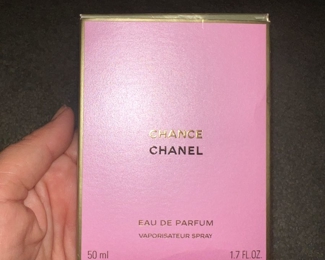 CHANCE
CHANEL
EAU DE PARFUM
VAPORISATEUR SPRAY
50 ml 1.7 FL.OZ.